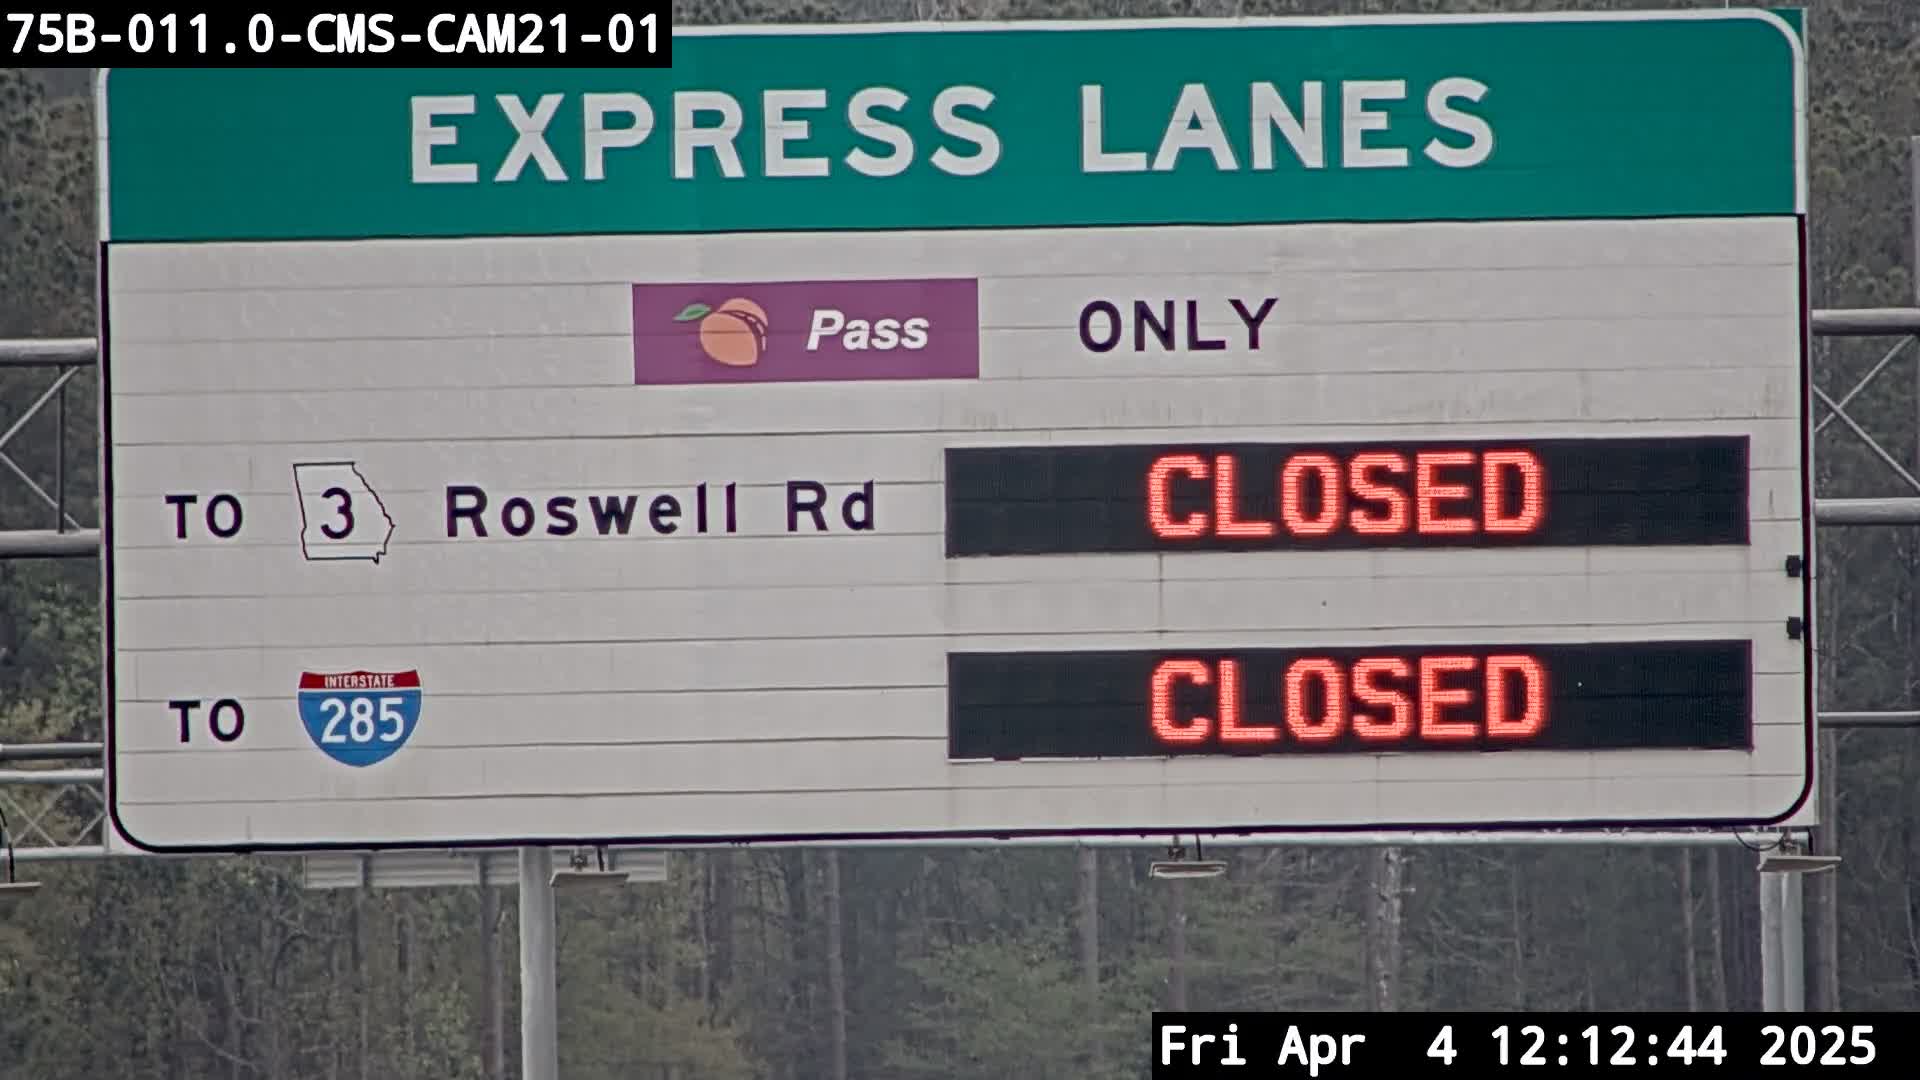 75B-011.0-CMS-CAM21-01
EXPRESS LANES
Pass ONLY
TO 3 Roswell Rd CLOSED
INTERSTATE
TO 285 CLOSED
Fri Apr 4 12:12:44 2025